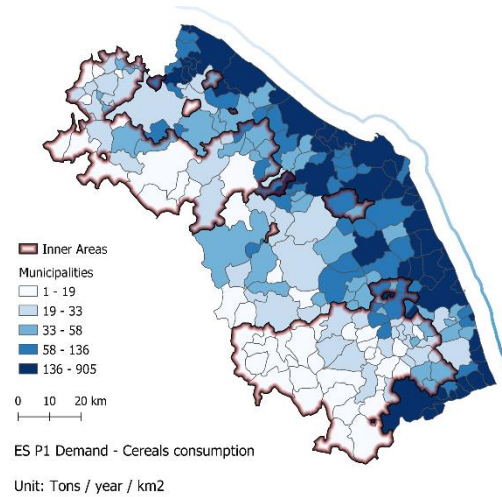 Inner Areas
Municipalities
1 - 19
19 - 33
33 - 58
58 - 136
136 - 905
0 10 20 km
ES P1 Demand - Cereals consumption
Unit: Tons / year / km2